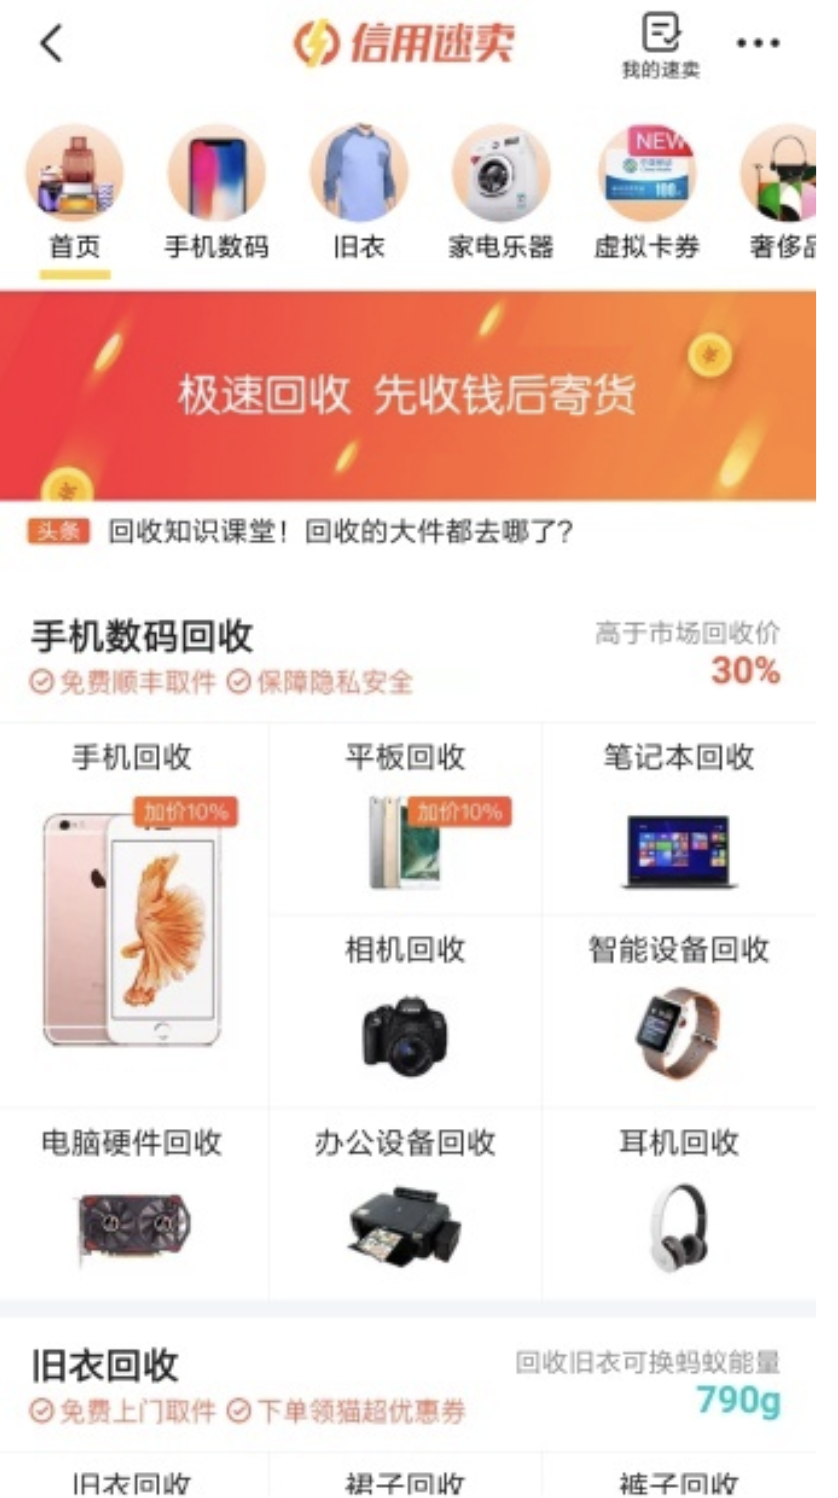 信用速卖
我的速卖
NEW
中国移动
100
首页 手机数码 旧衣 家电乐器 虚拟卡券 奢侈品
极速回收 先收钱后寄货
头条 回收知识课堂！回收的大件都去哪了？
手机数码回收 高于市场回收价
免费顺丰取件 保障隐私安全 30%
手机回收 平板回收 笔记本回收
加价10% 加价10%
相机回收 智能设备回收
电脑硬件回收 办公设备回收 耳机回收
旧衣回收 回收旧衣可换蚂蚁能量
免费上门取件 下单领猫超优惠券 790g
旧衣回收 裙子回收 裤子回收